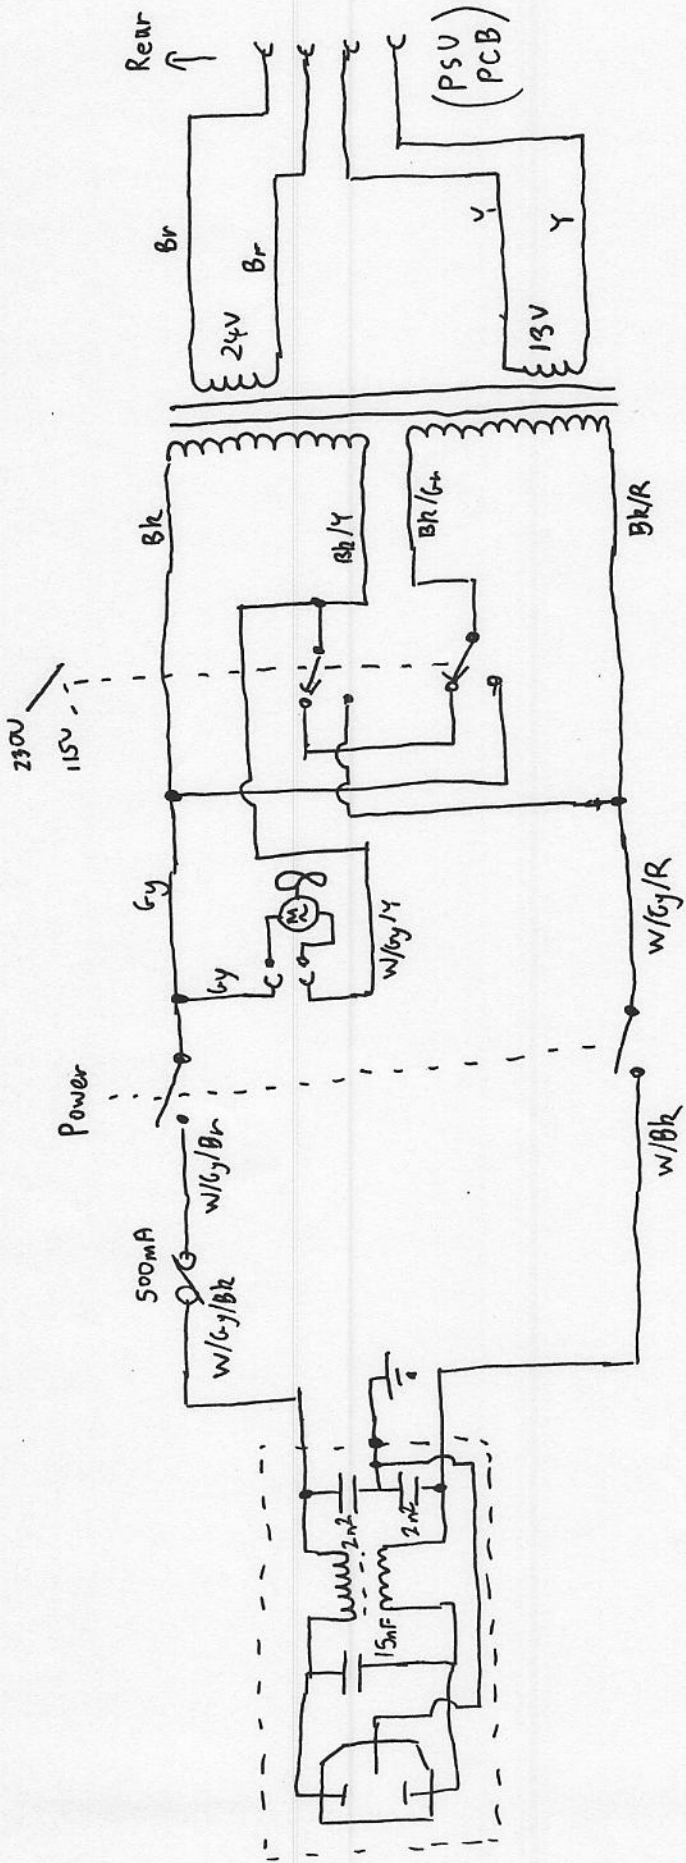 230V
115V
Power
500mA
W/Gy/Bk
W/Gy/Br
Gy
Gy
Bk
Br
Br
24V
Rear
15nF
2n2
2n2
M
W/Gy/Y
Bk/Y
Bk/Gn
13V
Y
Y
(PSU
PCB)
W/Bk
W/Gy/R
Bk/R